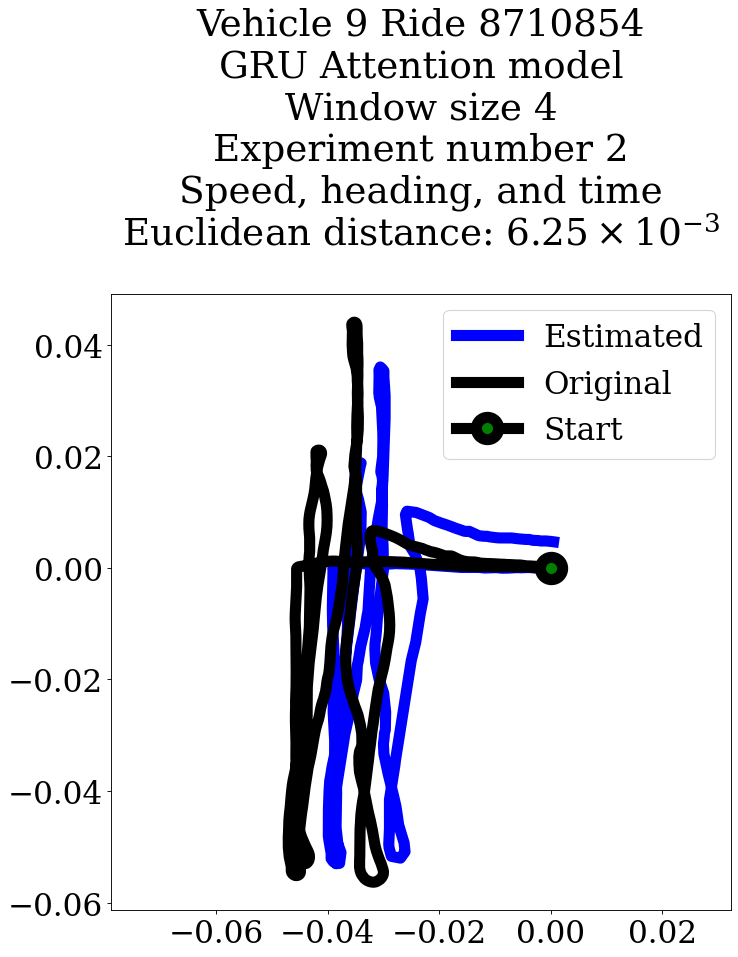 Vehicle 9 Ride 8710854
GRU Attention model
Window size 4
Experiment number 2
Speed, heading, and time
Euclidean distance: 6.25 × 10⁻³
Estimated
Original
Start
0.04
0.02
0.00
−0.02
−0.04
−0.06
−0.06 −0.04 −0.02 0.00 0.02